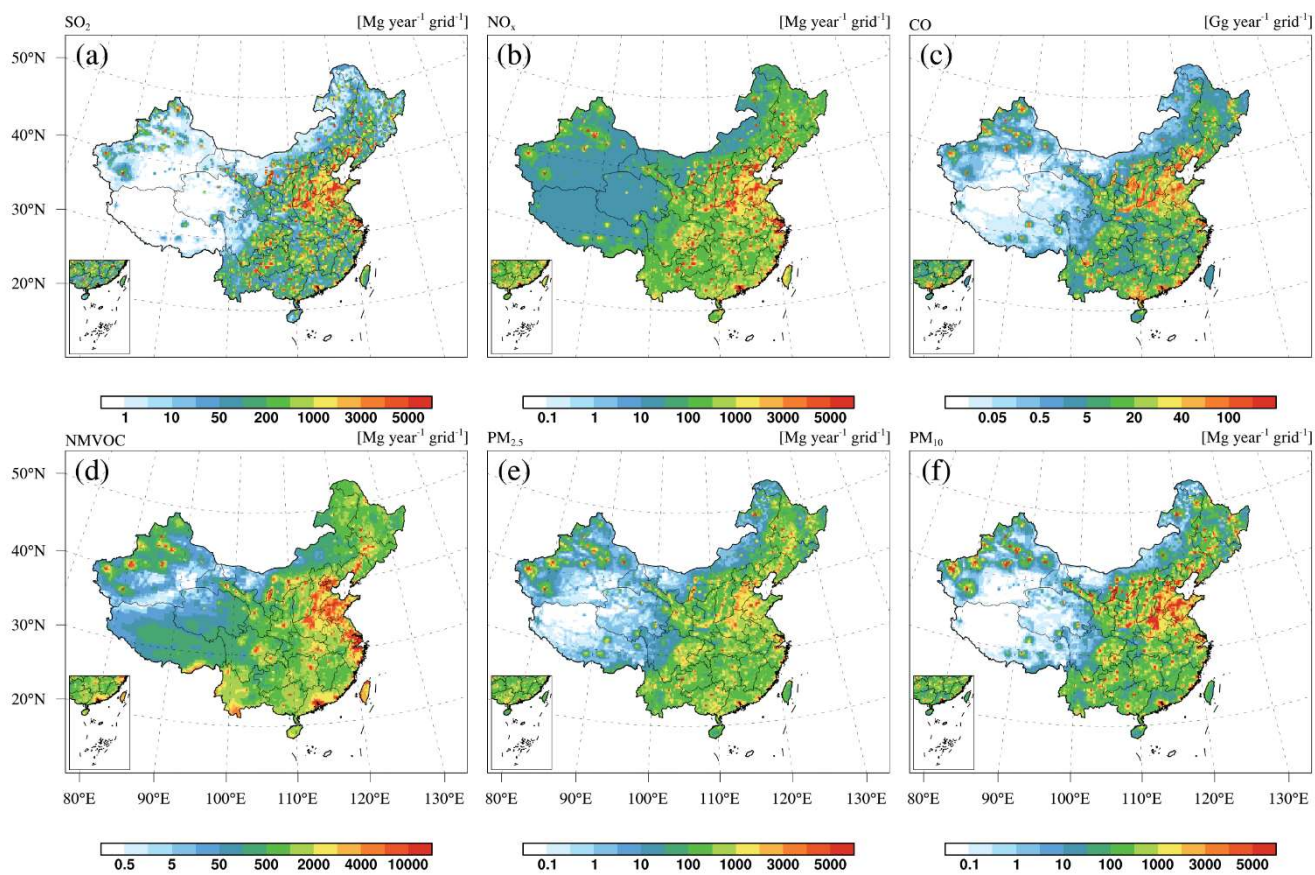 SO₂ [Mg year⁻¹ grid⁻¹] NOₓ [Mg year⁻¹ grid⁻¹] CO [Gg year⁻¹ grid⁻¹]
(a) (b) (c)
50°N
40°N
30°N
20°N
1 10 50 200 1000 3000 5000
0.1 1 10 100 1000 3000 5000
0.05 0.5 5 20 40 100
NMVOC [Mg year⁻¹ grid⁻¹] PM₂.₅ [Mg year⁻¹ grid⁻¹] PM₁₀ [Mg year⁻¹ grid⁻¹]
(d) (e) (f)
50°N
40°N
30°N
20°N
80°E 90°E 100°E 110°E 120°E 130°E
80°E 90°E 100°E 110°E 120°E 130°E
80°E 90°E 100°E 110°E 120°E 130°E
0.5 5 50 500 2000 4000 10000
0.1 1 10 100 1000 3000 5000
0.1 1 10 100 1000 3000 5000